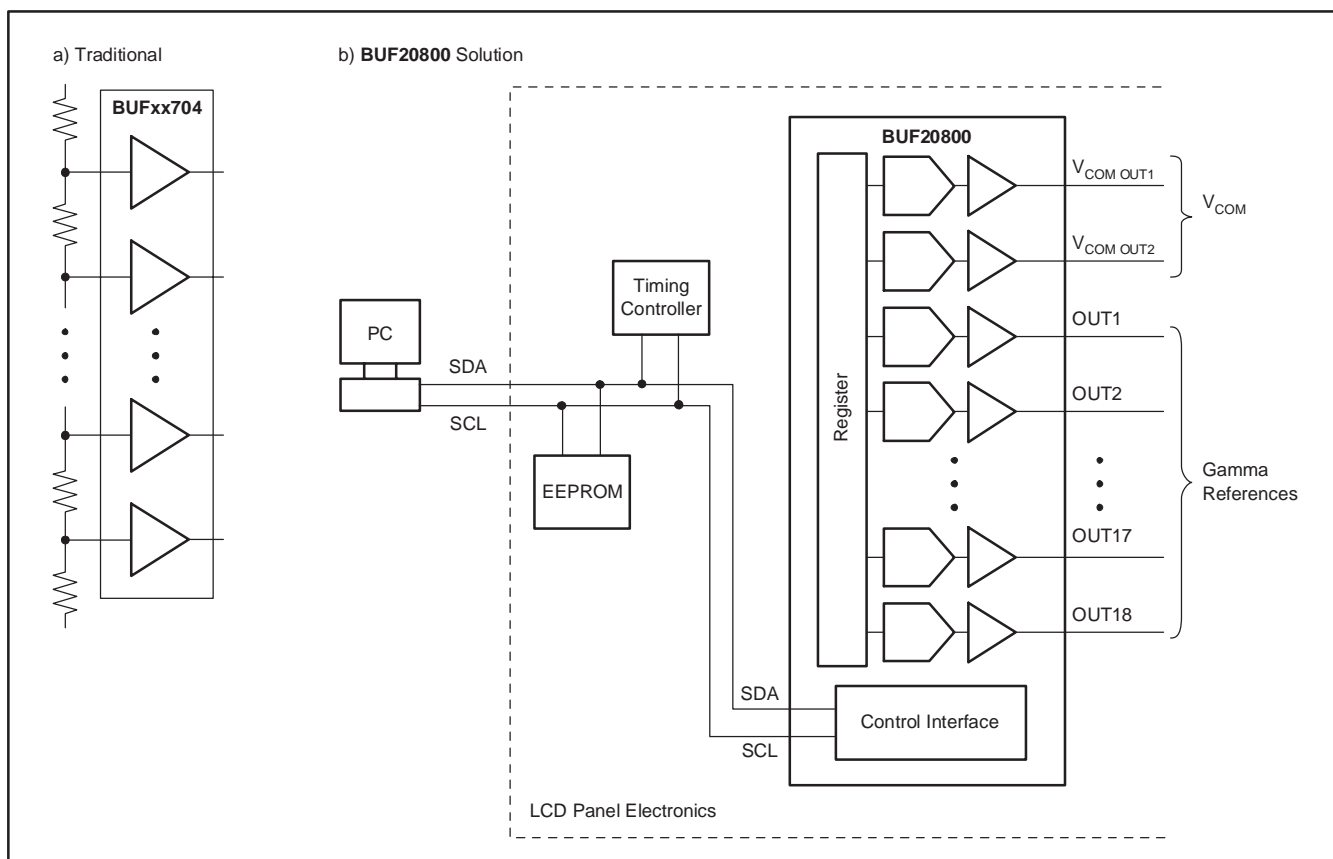 a) Traditional
BUFxx704
b) BUF20800 Solution
BUF20800
Register
VCOM OUT1
VCOM OUT2
VCOM
OUT1
OUT2
OUT17
OUT18
Gamma
References
Timing
Controller
PC
SDA
SCL
EEPROM
SDA
SCL
Control Interface
LCD Panel Electronics